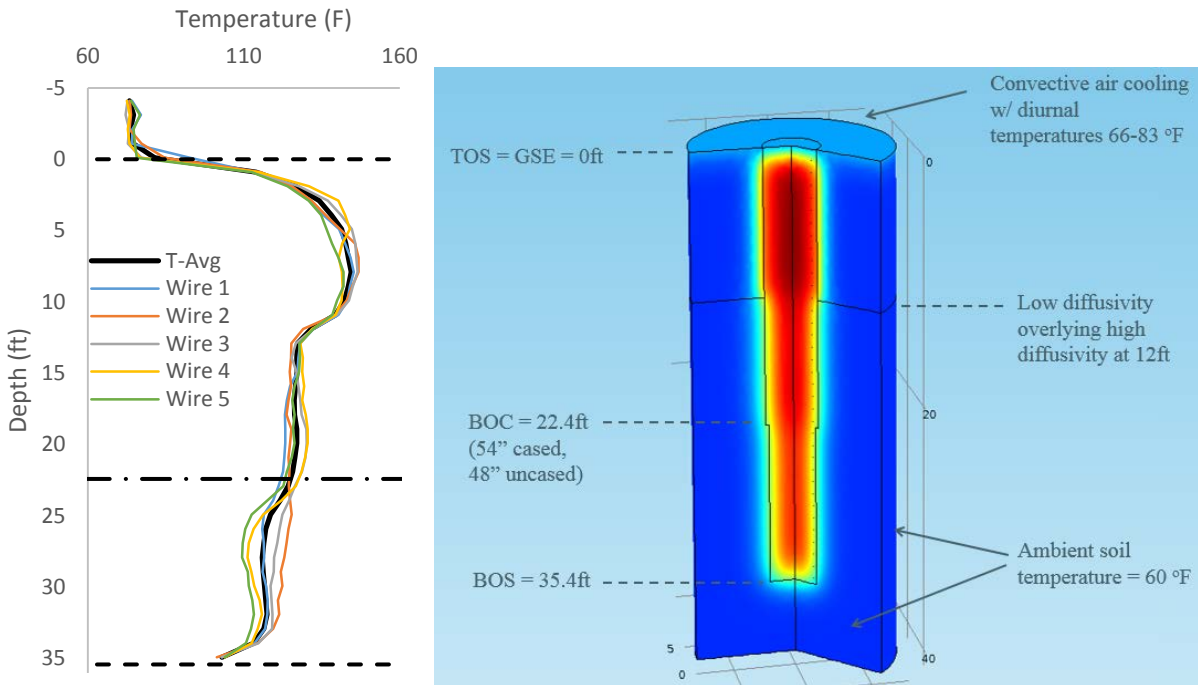 Temperature (F)
60 110 160
-5
0
5
10
15
20
25
30
35
Depth (ft)
T-Avg
Wire 1
Wire 2
Wire 3
Wire 4
Wire 5
Convective air cooling
w/ diurnal
temperatures 66-83 °F
TOS = GSE = 0ft
0
Low diffusivity
overlying high
diffusivity at 12ft
BOC = 22.4ft
(54” cased,
48” uncased)
20
BOS = 35.4ft
Ambient soil
temperature = 60 °F
5
0
40